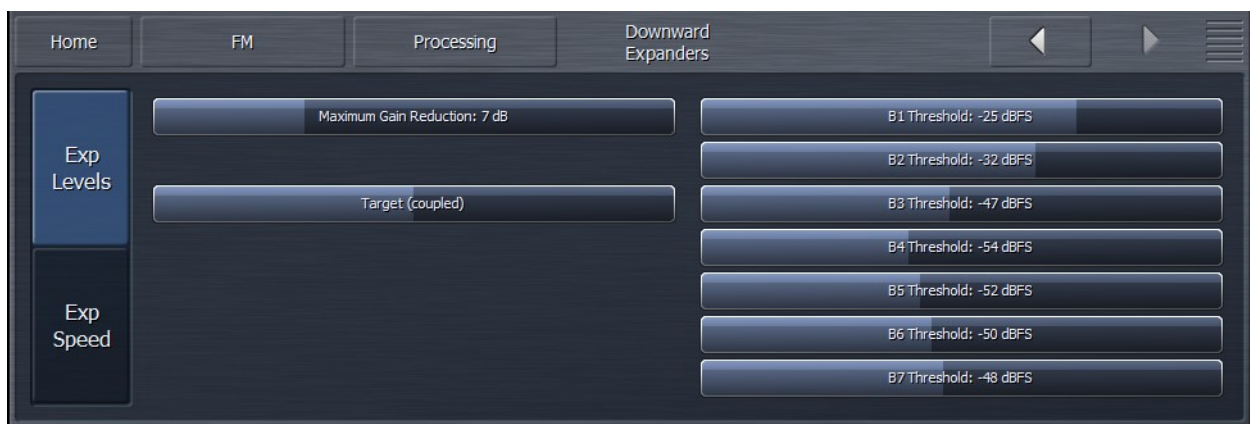 Home
FM
Processing
Downward
Expanders
Exp
Levels
Exp
Speed
Maximum Gain Reduction: 7 dB
Target (coupled)
B1 Threshold: -25 dBFS
B2 Threshold: -32 dBFS
B3 Threshold: -47 dBFS
B4 Threshold: -54 dBFS
B5 Threshold: -52 dBFS
B6 Threshold: -50 dBFS
B7 Threshold: -48 dBFS